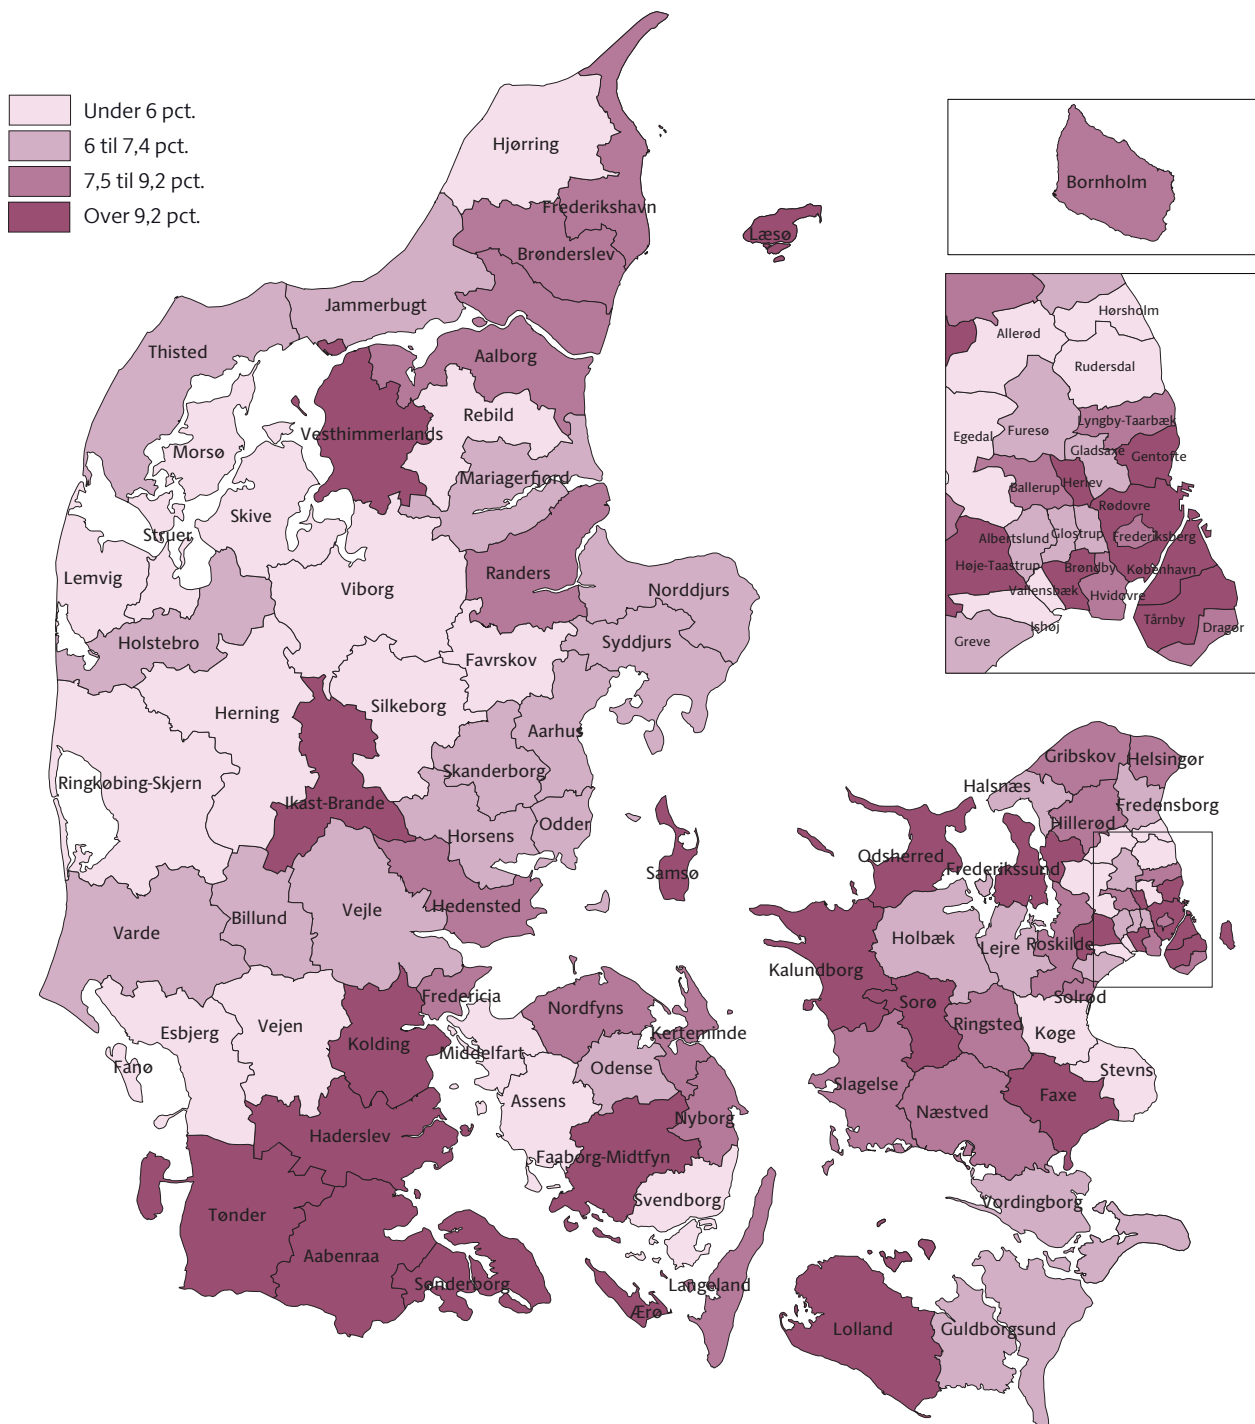 Under 6 pct.
6 til 7,4 pct.
7,5 til 9,2 pct.
Over 9,2 pct.
Hjørring
Frederikshavn
Læsø
Brønderslev
Jammerbugt
Thisted
Aalborg
Rebild
Vesthimmerlands
Morsø
Mariagerfjord
Skive
Struer
Lemvig
Viborg
Randers
Norddjurs
Holstebro
Syddjurs
Favrskov
Silkeborg
Herning
Aarhus
Skanderborg
Ringkøbing-Skjern
Ikast-Brande
Odder
Horsens
Samsø
Hedensted
Billund
Vejle
Varde
Fredericia
Vejen
Esbjerg
Kolding
Fanø
Middelfart
Nordfyns
Kerteminde
Odense
Assens
Nyborg
Haderslev
Faaborg-Midtfyn
Svendborg
Tønder
Aabenraa
Sønderborg
Langeland
Ærø
Bornholm
Hørsholm
Allerød
Rudersdal
Lyngby-Taarbæk
Furesø
Egedal
Gladsaxe
Gentofte
Herlev
Ballerup
Rødovre
Albertslund
Glostrup
Frederiksberg
Høje-Taastrup
Brøndby
København
Vallensbæk
Hvidovre
Tårnby
Ishøj
Dragør
Greve
Gribskov
Helsingør
Halsnæs
Fredensborg
Hillerød
Odsherred
Frederikssund
Holbæk
Lejre
Roskilde
Kalundborg
Solrød
Sorø
Ringsted
Køge
Stevns
Slagelse
Faxe
Næstved
Vordingborg
Lolland
Guldborgsund